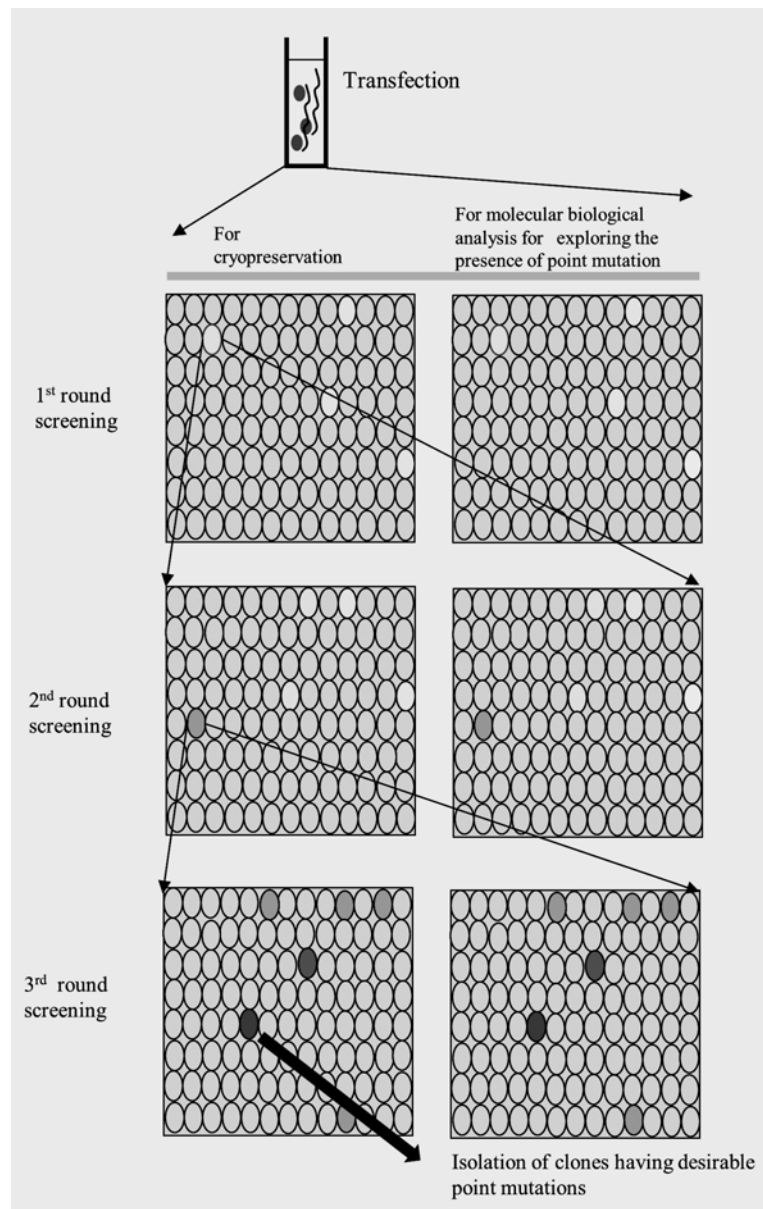 Transfection
For
cryopreservation
For molecular biological
analysis for exploring the
presence of point mutation
1st round
screening
2nd round
screening
3rd round
screening
Isolation of clones having desirable
point mutations